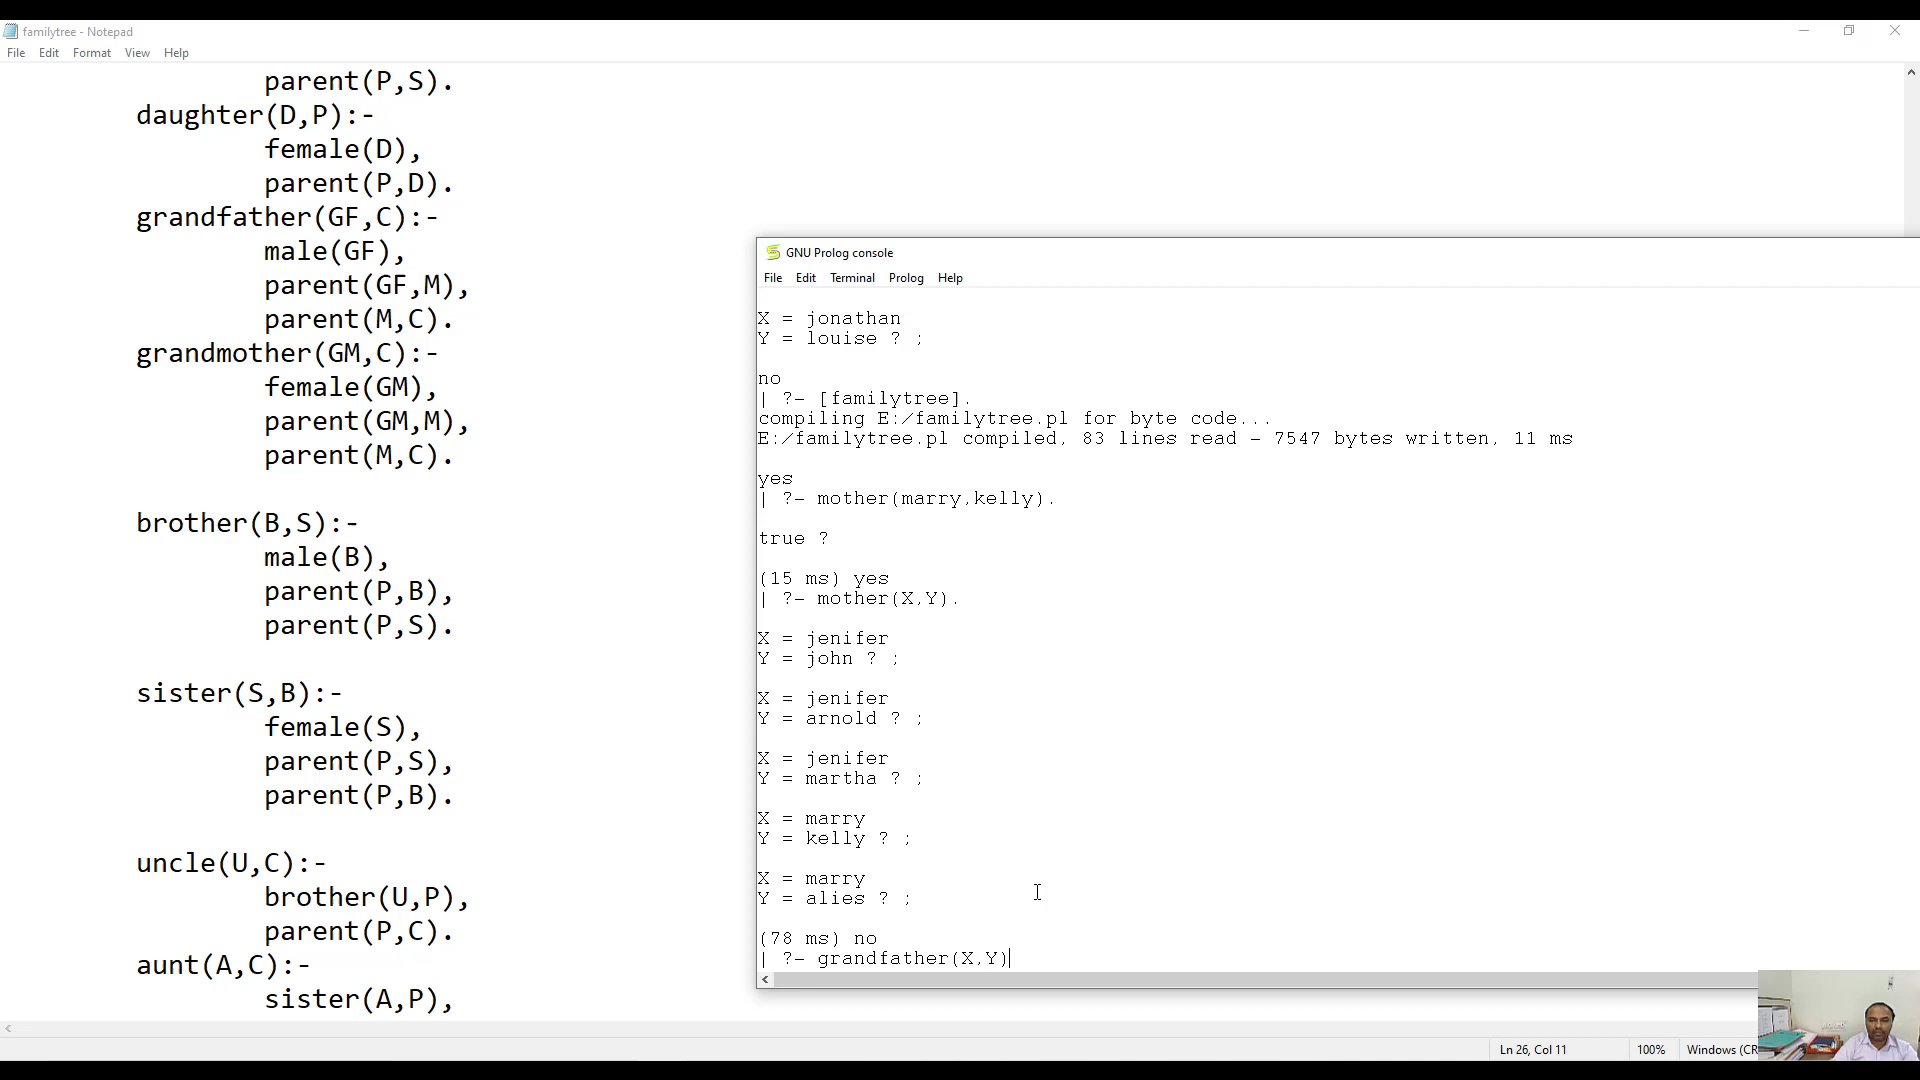 familytree - Notepad
File Edit Format View Help
parent(P,S).
daughter(D,P):-
female(D),
parent(P,D).
grandfather(GF,C):-
male(GF),
parent(GF,M),
parent(M,C).
grandmother(GM,C):-
female(GM),
parent(GM,M),
parent(M,C).
brother(B,S):-
male(B),
parent(P,B),
parent(P,S).
sister(S,B):-
female(S),
parent(P,S),
parent(P,B).
uncle(U,C):-
brother(U,P),
parent(P,C).
aunt(A,C):-
sister(A,P),
GNU Prolog console
File Edit Terminal Prolog Help
X = jonathan
Y = louise ? ;
no
| ?- [familytree].
compiling E:/familytree.pl for byte code...
E:/familytree.pl compiled, 83 lines read - 7547 bytes written, 11 ms
yes
| ?- mother(marry,kelly).
true ?
(15 ms) yes
| ?- mother(X,Y).
X = jenifer
Y = john ? ;
X = jenifer
Y = arnold ? ;
X = jenifer
Y = martha ? ;
X = marry
Y = kelly ? ;
X = marry
Y = alies ? ;
(78 ms) no
| ?- grandfather(X,Y)
Ln 26, Col 11 100% Windows (CR